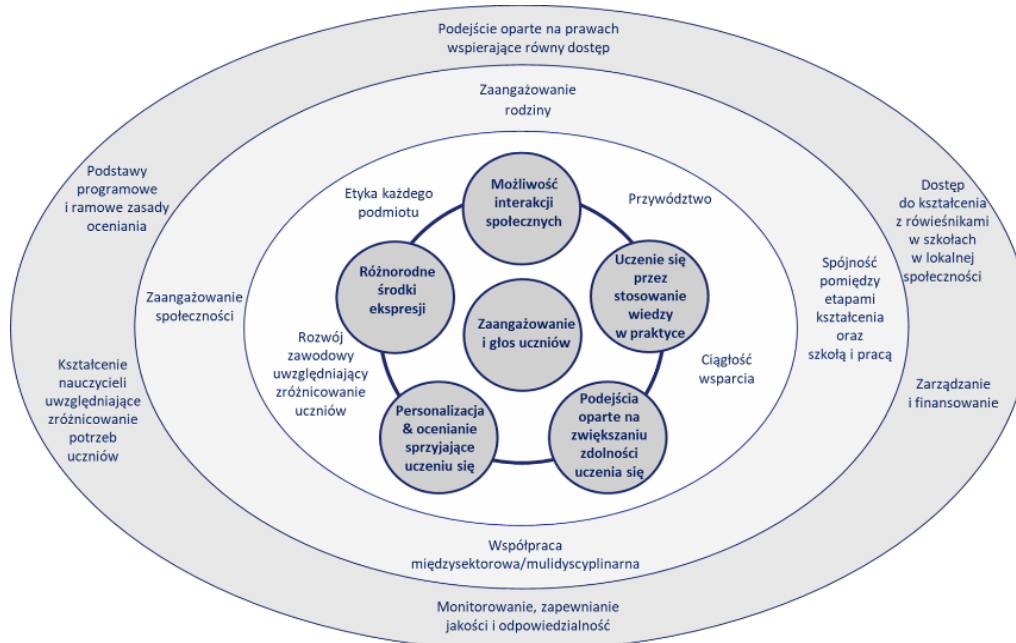 Podejście oparte na prawach
wspierające równy dostęp
Zaangażowanie
rodziny
Podstawy
programowe
i ramowe zasady
oceniania
Etyka każdego
podmiotu
Możliwość
interakcji
społecznych
Przywództwo
Dostęp
do kształcenia
z rówieśnikami
w szkołach
w lokalnej
społeczności
Różnorodne
środki
ekspresji
Uczenie się
przez
stosowanie
wiedzy
w praktyce
Zaangażowanie
społeczności
Zaangażowanie
i głos uczniów
Spójność
pomiędzy
etapami
kształcenia
oraz
szkołą i pracą
Rozwój
zawodowy
uwzględniający
zróżnicowanie
uczniów
Ciągłość
wsparcia
Kształcenie
nauczycieli
uwzględniające
zróżnicowanie
potrzeb
uczniów
Zarządzanie
i finansowanie
Personalizacja
& ocenianie
sprzyjające
uczeniu się
Podejścia
oparte na
zwiększaniu
zdolności
uczenia się
Współpraca
międzysektorowa/mulidyscyplinarna
Monitorowanie, zapewnianie
jakości i odpowiedzialność